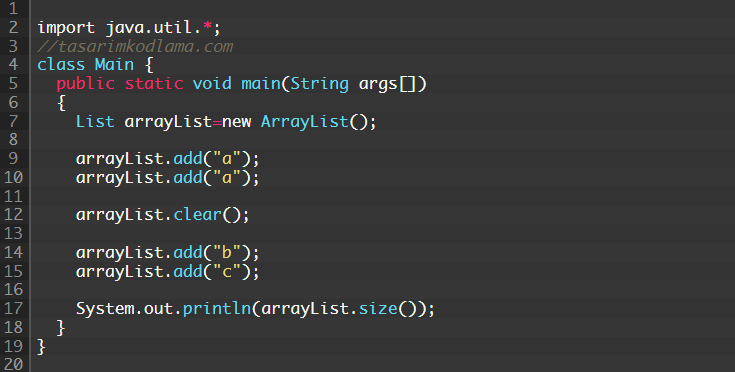 1
2 import java.util.*;
3 //tasarimkodlama.com
4 class Main {
5   public static void main(String args[])
6   {
7     List arrayList=new ArrayList();
8
9     arrayList.add("a");
10     arrayList.add("a");
11
12     arrayList.clear();
13
14     arrayList.add("b");
15     arrayList.add("c");
16
17     System.out.println(arrayList.size());
18   }
19 }
20